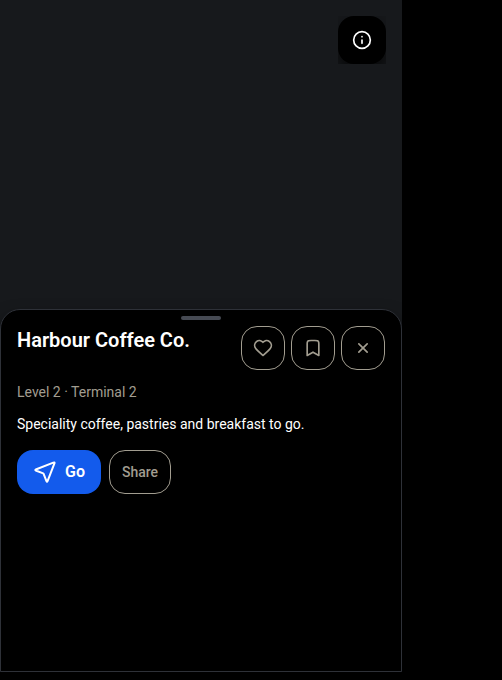 Harbour Coffee Co.
Level 2 · Terminal 2
Speciality coffee, pastries and breakfast to go.
Go
Share